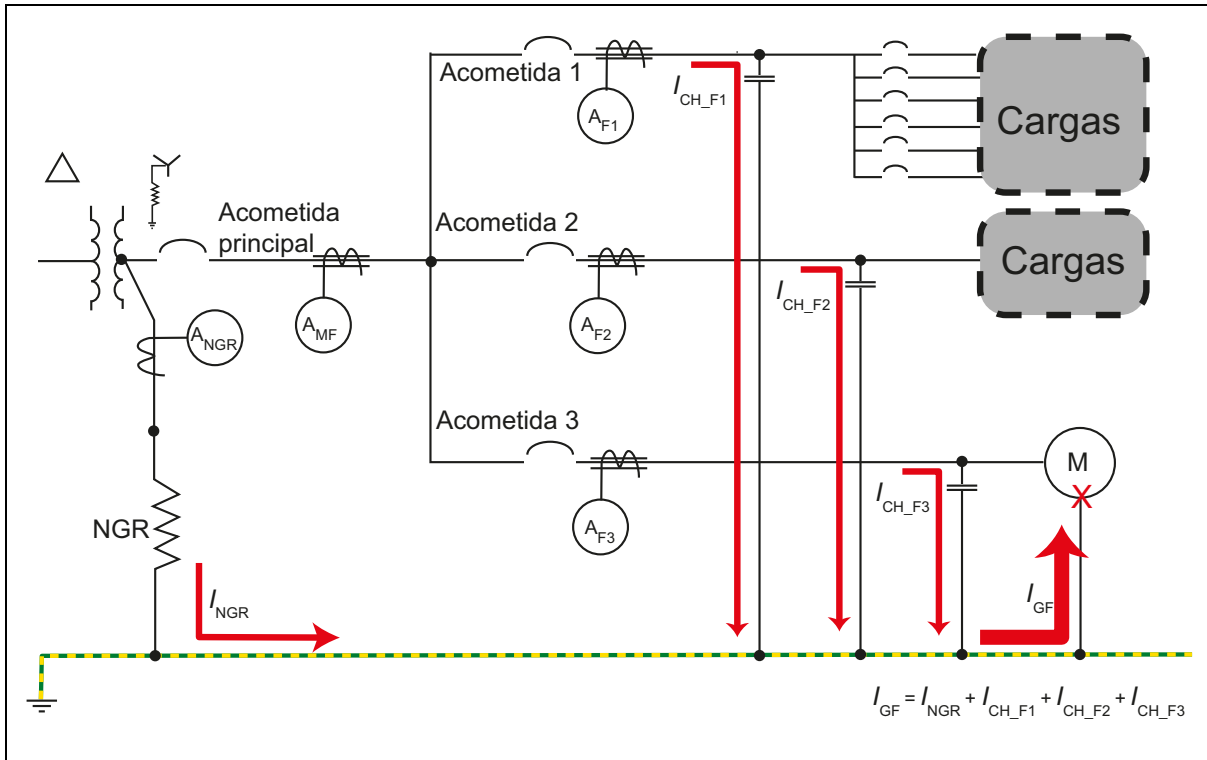 Acometida 1
A_F1
I_CH_F1
Cargas
Acometida
principal
Acometida 2
Cargas
A_NGR
A_MF
A_F2
I_CH_F2
Acometida 3
M
X
A_F3
I_CH_F3
NGR
I_NGR
I_GF
I_GF = I_NGR + I_CH_F1 + I_CH_F2 + I_CH_F3